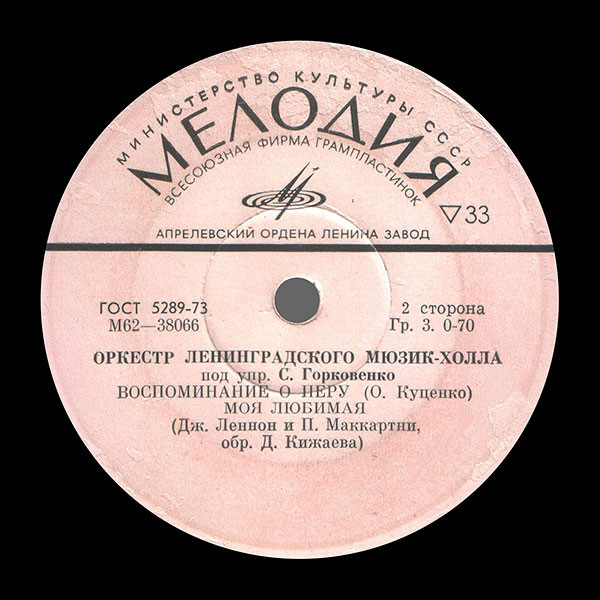 МИНИСТЕРСТВО КУЛЬТУРЫ СССР
МЕЛОДИЯ
ВСЕСОЮЗНАЯ ФИРМА ГРАМПЛАСТИНОК
▽33
АПРЕЛЕВСКИЙ ОРДЕНА ЛЕНИНА ЗАВОД
ГОСТ 5289-73 2 сторона
М62—38066 Гр. 3. 0-70
ОРКЕСТР ЛЕНИНГРАДСКОГО МЮЗИК-ХОЛЛА
под упр. С. Горковенко
ВОСПОМИНАНИЕ О ПЕРУ (О. Куценко)
МОЯ ЛЮБИМАЯ
(Дж. Леннон и П. Маккартни,
обр. Д. Кижаева)